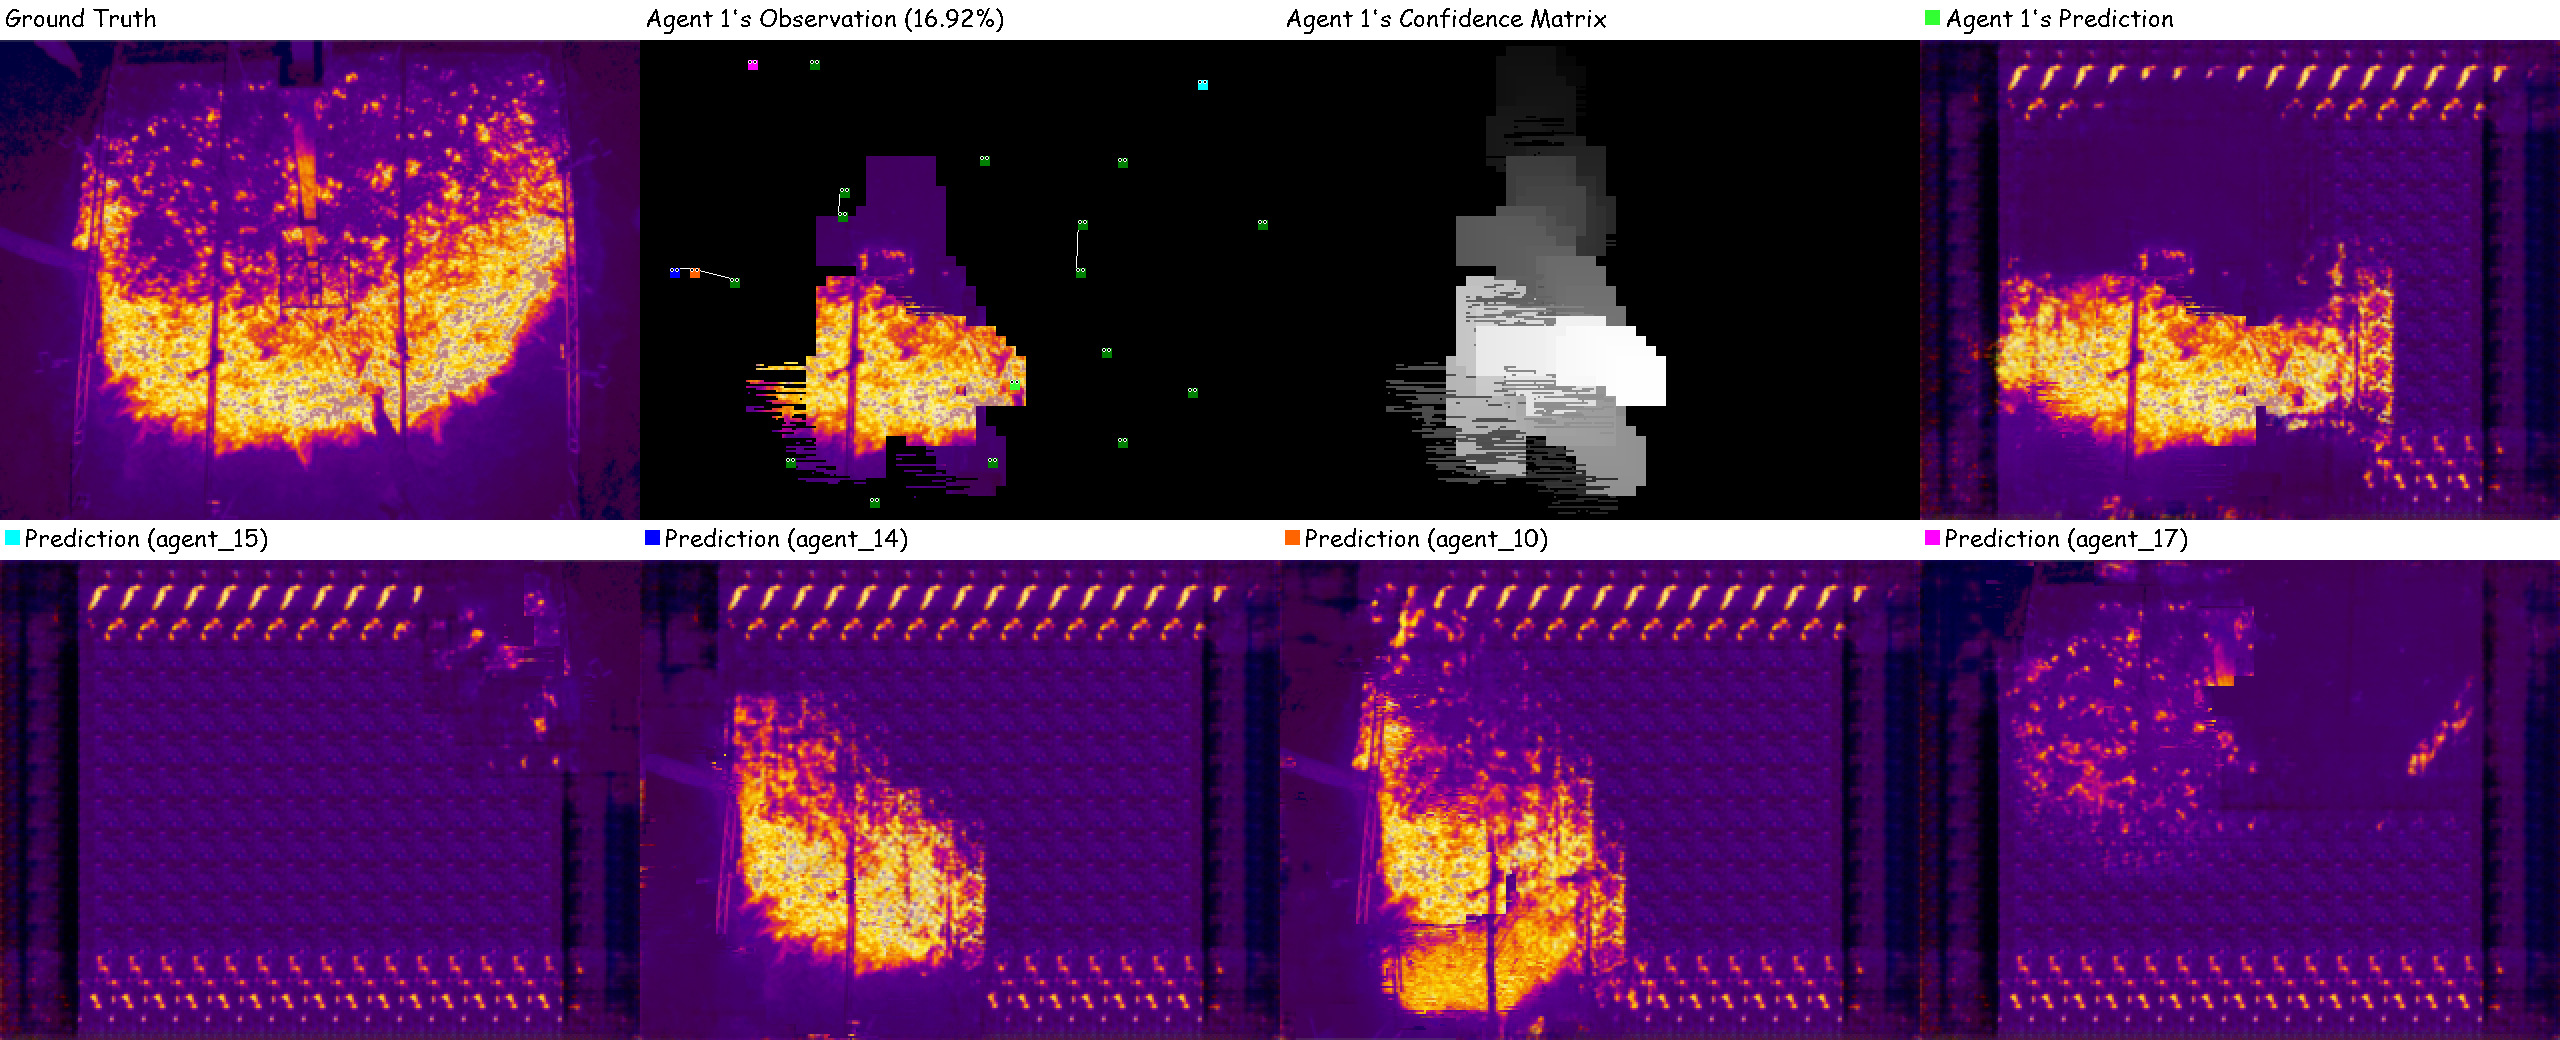 Ground Truth
Agent 1's Observation (16.92%)
Agent 1's Confidence Matrix
Agent 1's Prediction
Prediction (agent_15)
Prediction (agent_14)
Prediction (agent_10)
Prediction (agent_17)